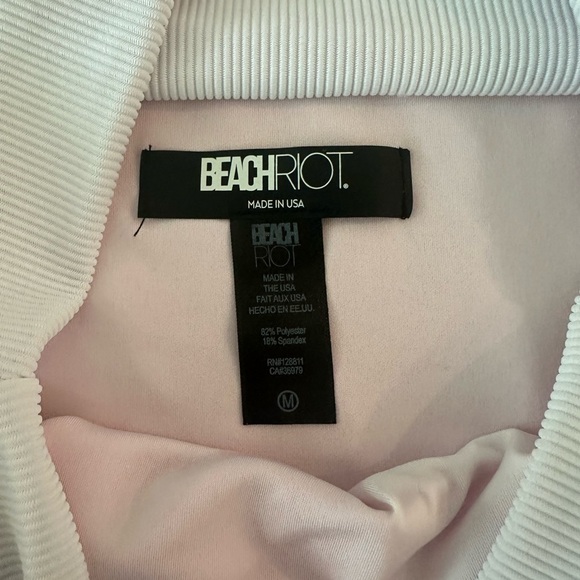 BEACHRIOT.
MADE IN USA
BEACH
RIOT
MADE IN
THE USA
FAIT AUX USA
HECHO EN EE.UU.
82% Polyester
18% Spandex
RN#126811
CA#36979
M